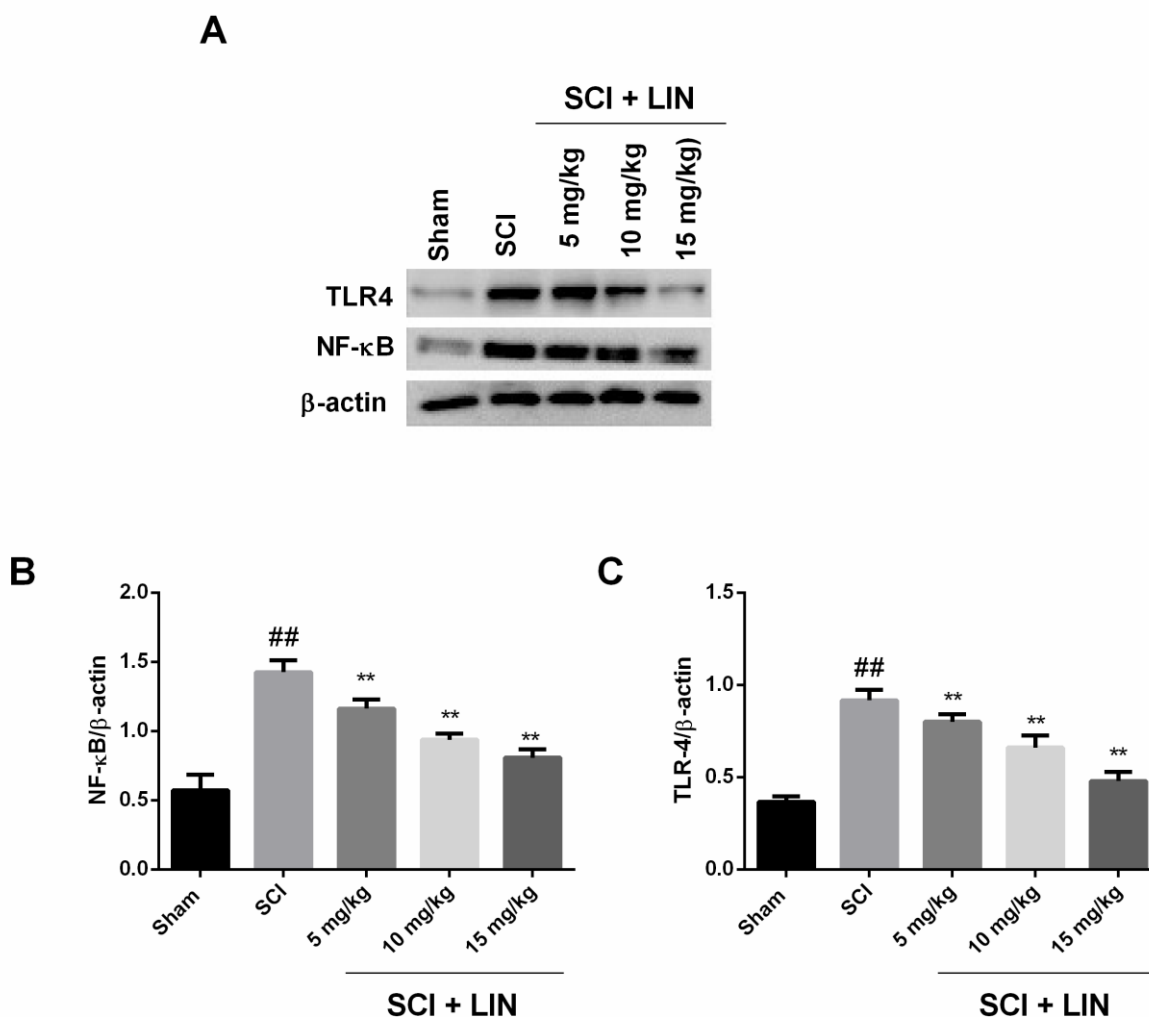 A
SCI + LIN
Sham
SCI
5 mg/kg
10 mg/kg
15 mg/kg)
TLR4
NF-κB
β-actin
B
NF-κB/β-actin
2.0
1.5
1.0
0.5
0.0
##
**
**
**
Sham
SCI
5 mg/kg
10 mg/kg
15 mg/kg
SCI + LIN
C
TLR-4/β-actin
1.5
1.0
0.5
0.0
##
**
**
**
Sham
SCI
5 mg/kg
10 mg/kg
15 mg/kg
SCI + LIN